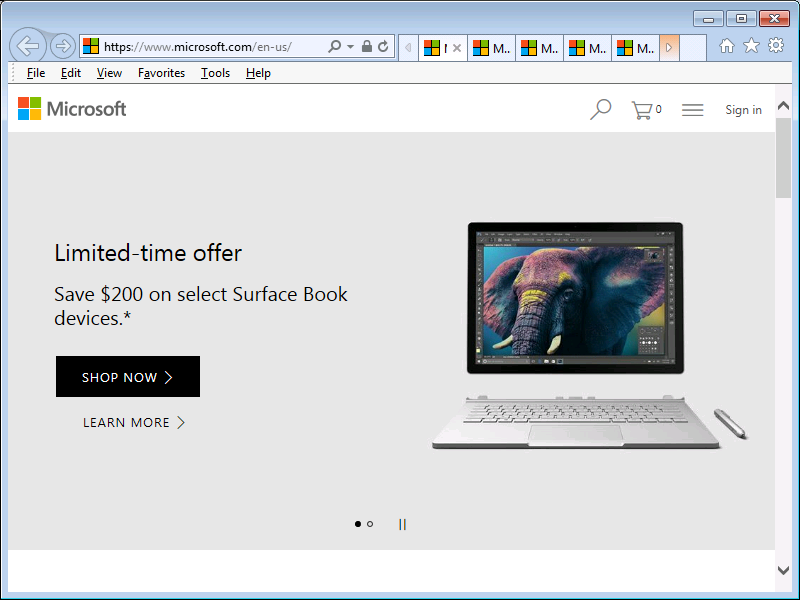 https://www.microsoft.com/en-us/
M..
M..
M..
M..
File Edit View Favorites Tools Help
Microsoft
0
Sign in
Limited-time offer
Save $200 on select Surface Book
devices.*
SHOP NOW
LEARN MORE